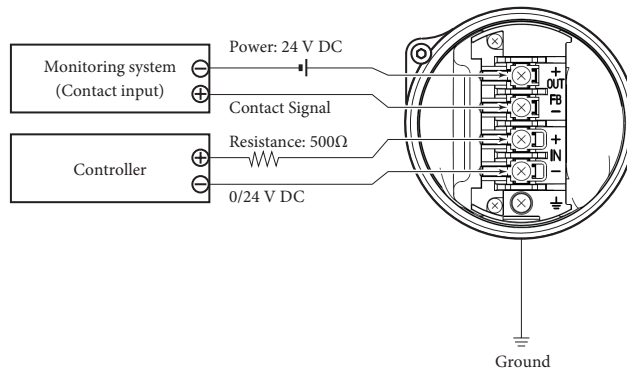 Power: 24 V DC
Monitoring system
(Contact input)
Contact Signal
Resistance: 500Ω
Controller
0/24 V DC
+
OUT
FB
−
+
IN
−
Ground